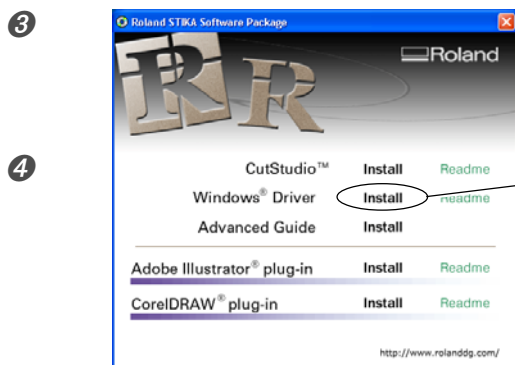 3
Roland STIKA Software Package
Roland
4
CutStudio™ Install Readme
Windows® Driver Install Readme
Advanced Guide Install
Adobe Illustrator® plug-in Install Readme
CorelDRAW® plug-in Install Readme
http://www.rolanddg.com/